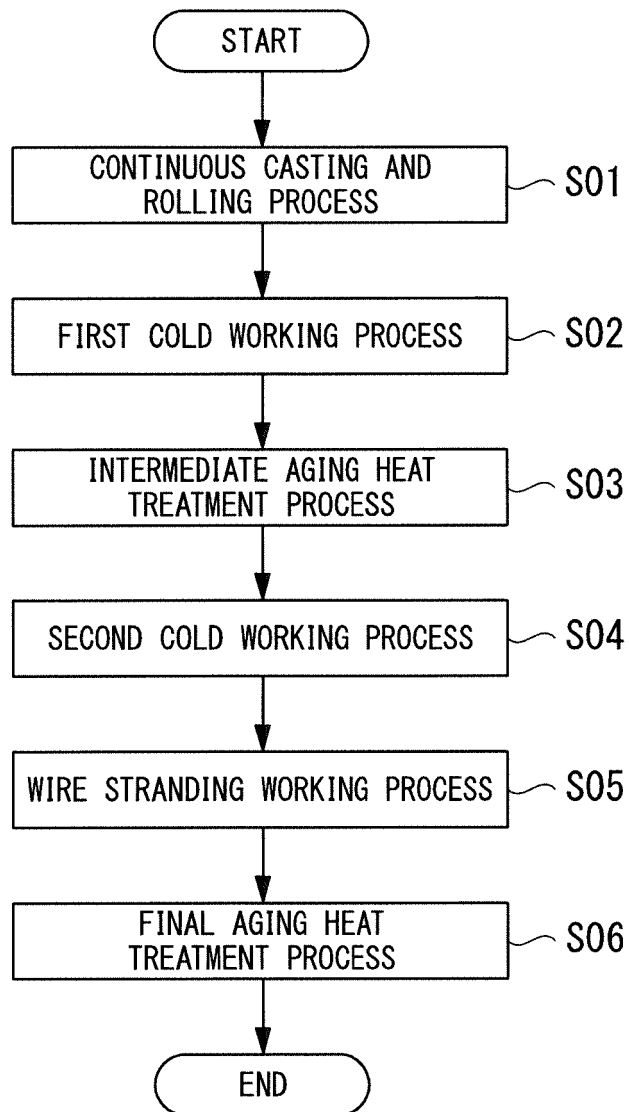 START
CONTINUOUS CASTING AND
ROLLING PROCESS
S01
FIRST COLD WORKING PROCESS
S02
INTERMEDIATE AGING HEAT
TREATMENT PROCESS
S03
SECOND COLD WORKING PROCESS
S04
WIRE STRANDING WORKING PROCESS
S05
FINAL AGING HEAT
TREATMENT PROCESS
S06
END